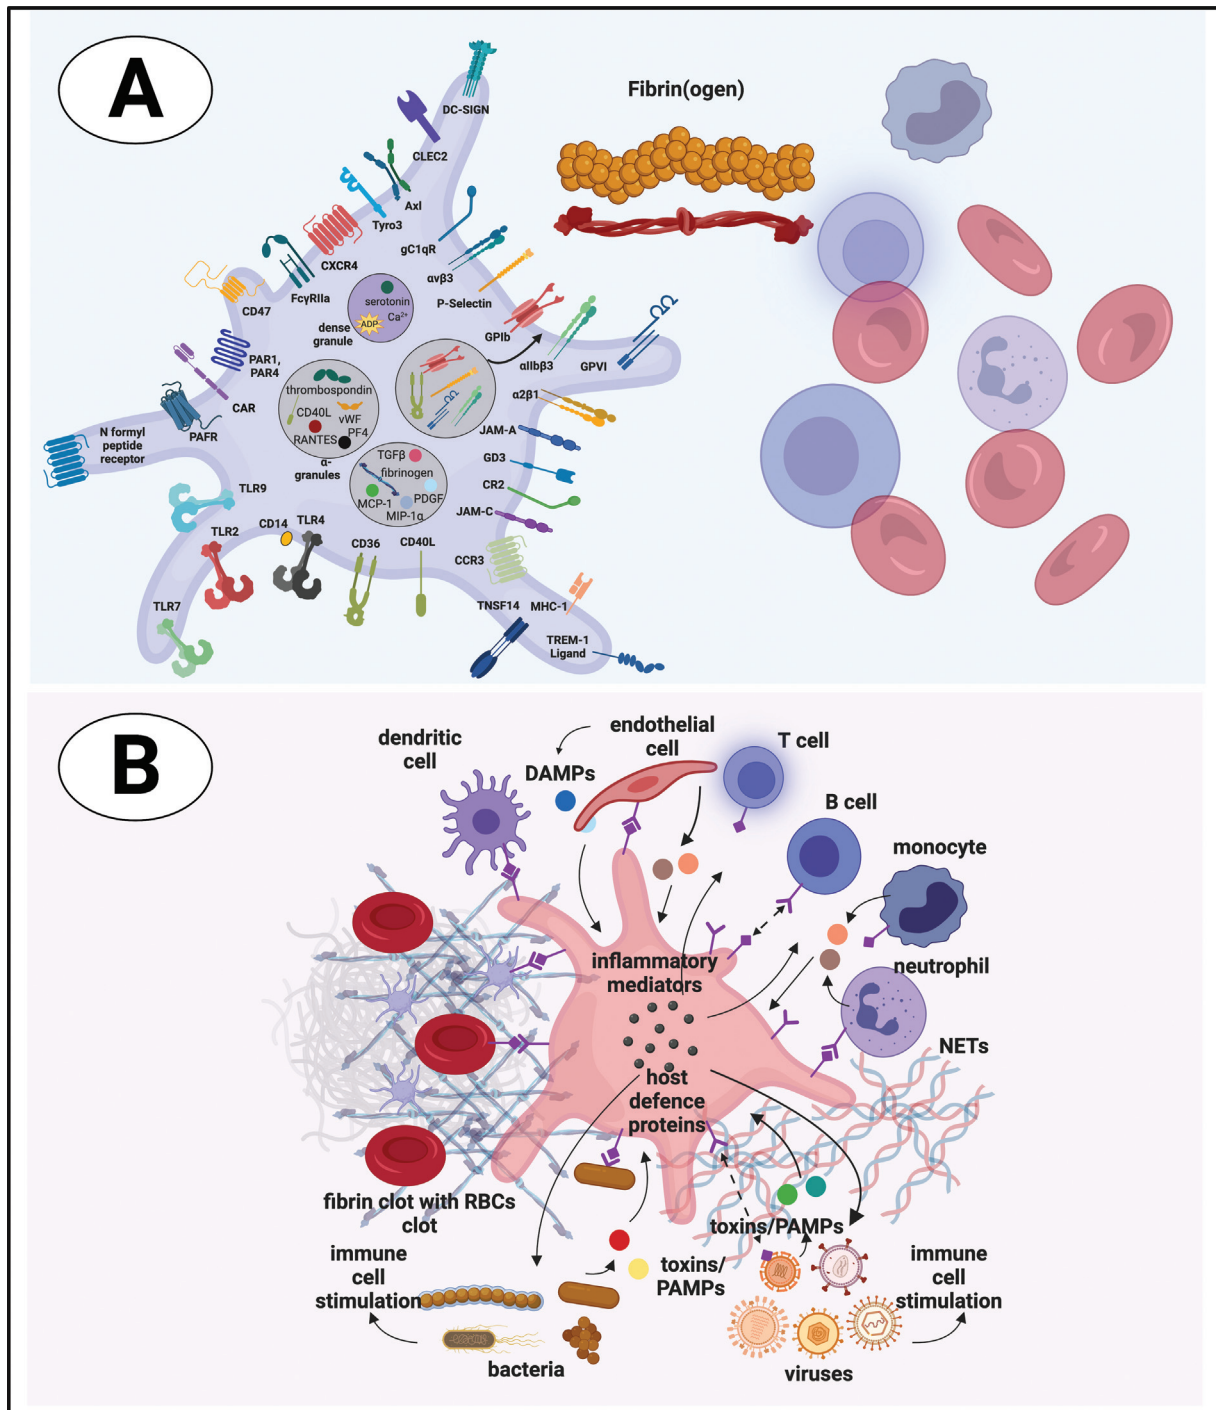 A
DC-SIGN
Fibrin(ogen)
CLEC2
Axl
Tyro3
gC1qR
CXCR4
αvβ3
FcγRIIa
P-Selectin
CD47
serotonin
Ca²⁺
ADP
dense
granule
GPIb
PAR1,
PAR4
αIIbβ3
GPVI
thrombospondin
α2β1
CAR
CD40L
vWF
PF4
RANTES
N formyl
peptide
receptor
PAFR
JAM-A
α-
granules
TGFβ
GD3
fibrinogen
CR2
TLR9
MCP-1
PDGF
MIP-1α
JAM-C
TLR2
CD14
TLR4
CD36
CD40L
CCR3
TLR7
TNSF14
MHC-1
TREM-1
Ligand
B
dendritic
cell
endothelial
cell
T cell
DAMPs
B cell
monocyte
inflammatory
mediators
neutrophil
NETs
host
defence
proteins
fibrin clot with RBCs
clot
toxins/PAMPs
immune
cell
stimulation
toxins/
PAMPs
immune
cell
stimulation
bacteria
viruses